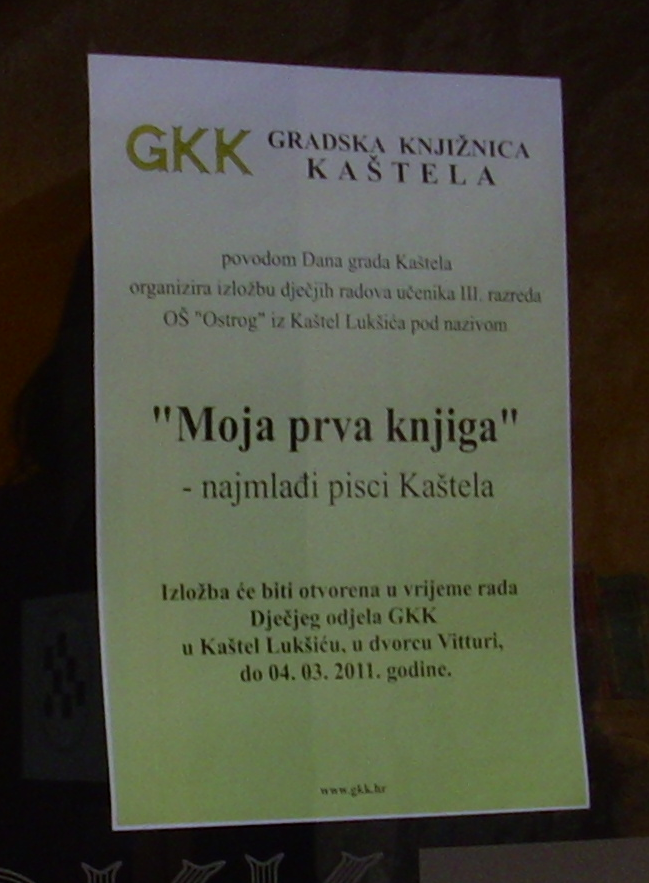 GKK GRADSKA KNJIŽNICA
KAŠTELA
povodom Dana grada Kaštela
organizira izložbu dječjih radova učenika III. razreda
OŠ "Ostrog" iz Kaštel Lukšića pod nazivom
"Moja prva knjiga"
- najmlađi pisci Kaštela
Izložba će biti otvorena u vrijeme rada
Dječjeg odjela GKK
u Kaštel Lukšiću, u dvorcu Vitturi,
do 04. 03. 2011. godine.
www.gkk.hr